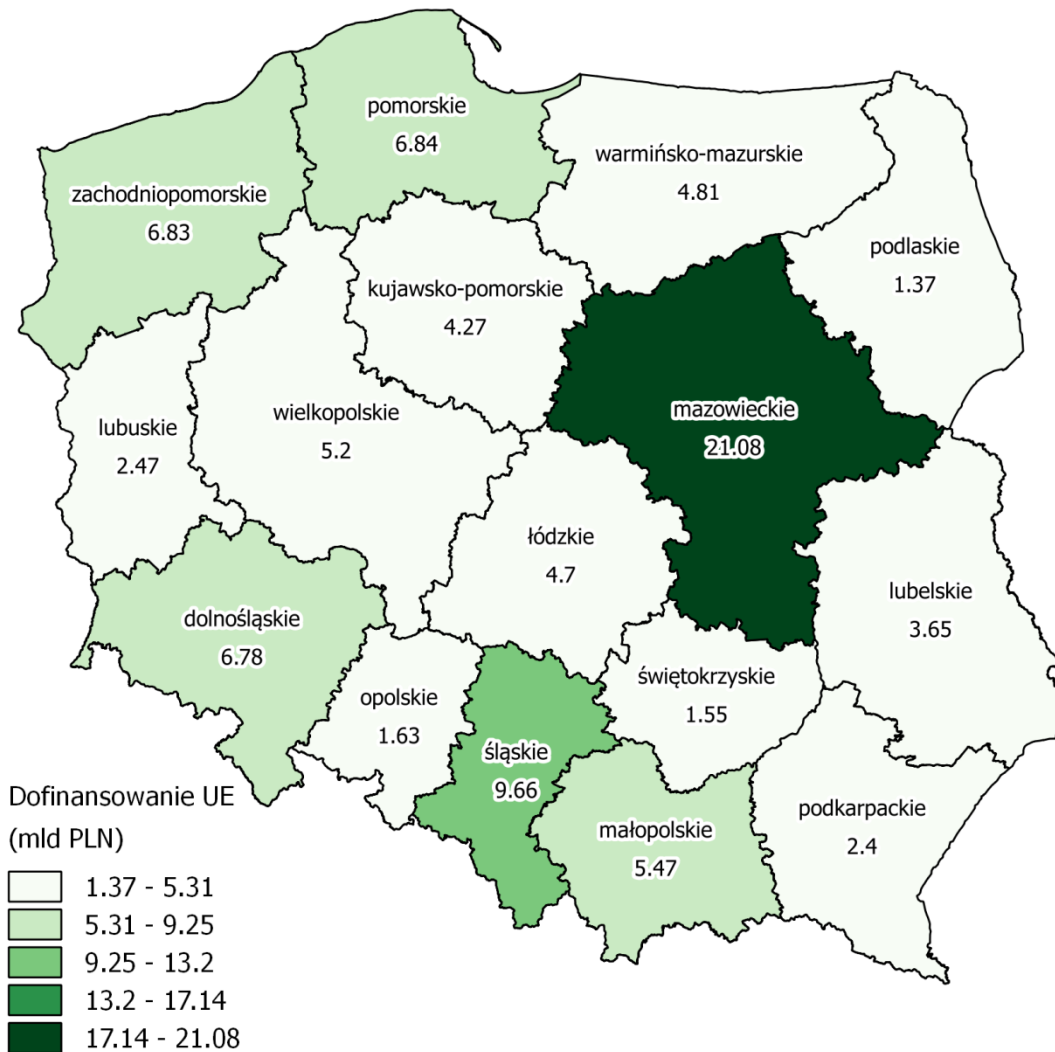 pomorskie
6.84
warmińsko-mazurskie
4.81
zachodniopomorskie
6.83
podlaskie
1.37
kujawsko-pomorskie
4.27
mazowieckie
21.08
wielkopolskie
5.2
lubuskie
2.47
łódzkie
4.7
lubelskie
3.65
dolnośląskie
6.78
świętokrzyskie
1.55
opolskie
1.63
śląskie
9.66
podkarpackie
2.4
małopolskie
5.47
Dofinansowanie UE
(mld PLN)
1.37 - 5.31
5.31 - 9.25
9.25 - 13.2
13.2 - 17.14
17.14 - 21.08